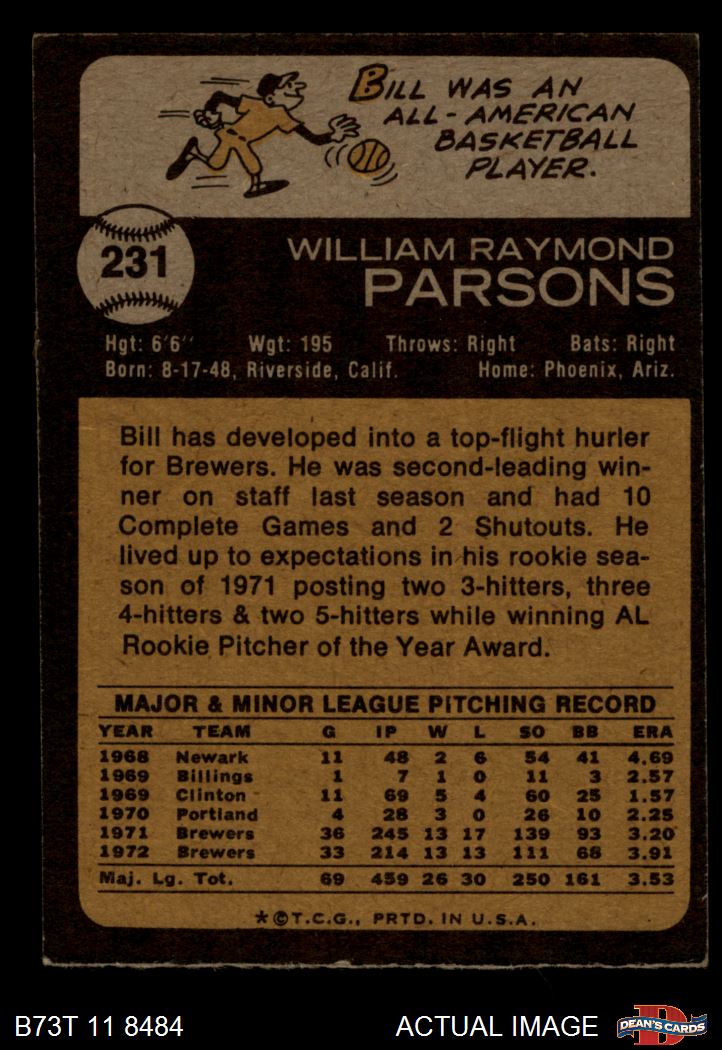 BILL WAS AN
ALL-AMERICAN
BASKETBALL
PLAYER.
231
WILLIAM RAYMOND
PARSONS
Hgt: 6'6" Wgt: 195 Throws: Right Bats: Right
Born: 8-17-48, Riverside, Calif. Home: Phoenix, Ariz.
Bill has developed into a top-flight hurler
for Brewers. He was second-leading win-
ner on staff last season and had 10
Complete Games and 2 Shutouts. He
lived up to expectations in his rookie sea-
son of 1971 posting two 3-hitters, three
4-hitters & two 5-hitters while winning AL
Rookie Pitcher of the Year Award.
MAJOR & MINOR LEAGUE PITCHING RECORD
YEAR TEAM G IP W L SO BB ERA
1968 Newark 11 48 2 6 54 41 4.69
1969 Billings 1 7 1 0 11 3 2.57
1969 Clinton 11 69 5 4 60 25 1.57
1970 Portland 4 28 3 0 26 10 2.25
1971 Brewers 36 245 13 17 139 93 3.20
1972 Brewers 33 214 13 13 111 68 3.91
Maj. Lg. Tot. 69 459 26 30 250 161 3.53
*©T.C.G., PRTD. IN U.S.A.
B73T 11 8484 ACTUAL IMAGE D DEAN'S CARDS